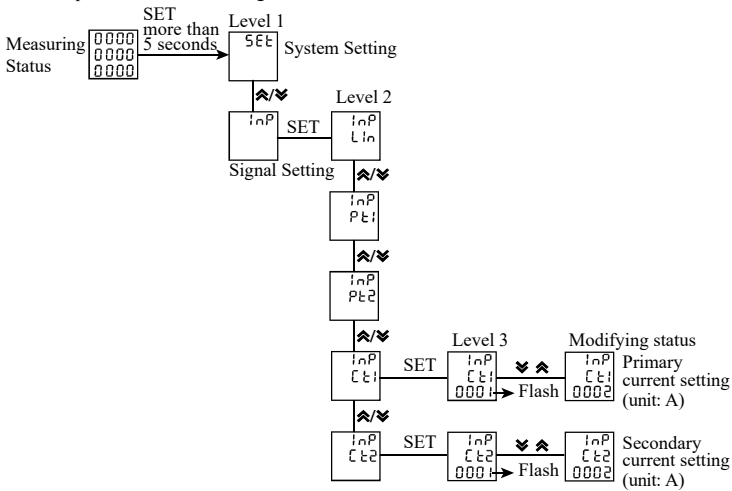 SET
more than
5 seconds
Level 1
Measuring
Status
0000
0000
0000
SEt
System Setting
InP
SET
Signal Setting
Level 2
InP
LIn
InP
Pt1
InP
Pt2
InP
Ct1
SET
Level 3
InP
Ct1
0001
Flash
Modifying status
InP
Ct1
0002
Primary
current setting
(unit: A)
InP
Ct2
SET
InP
Ct2
0001
Flash
InP
Ct2
0002
Secondary
current setting
(unit: A)